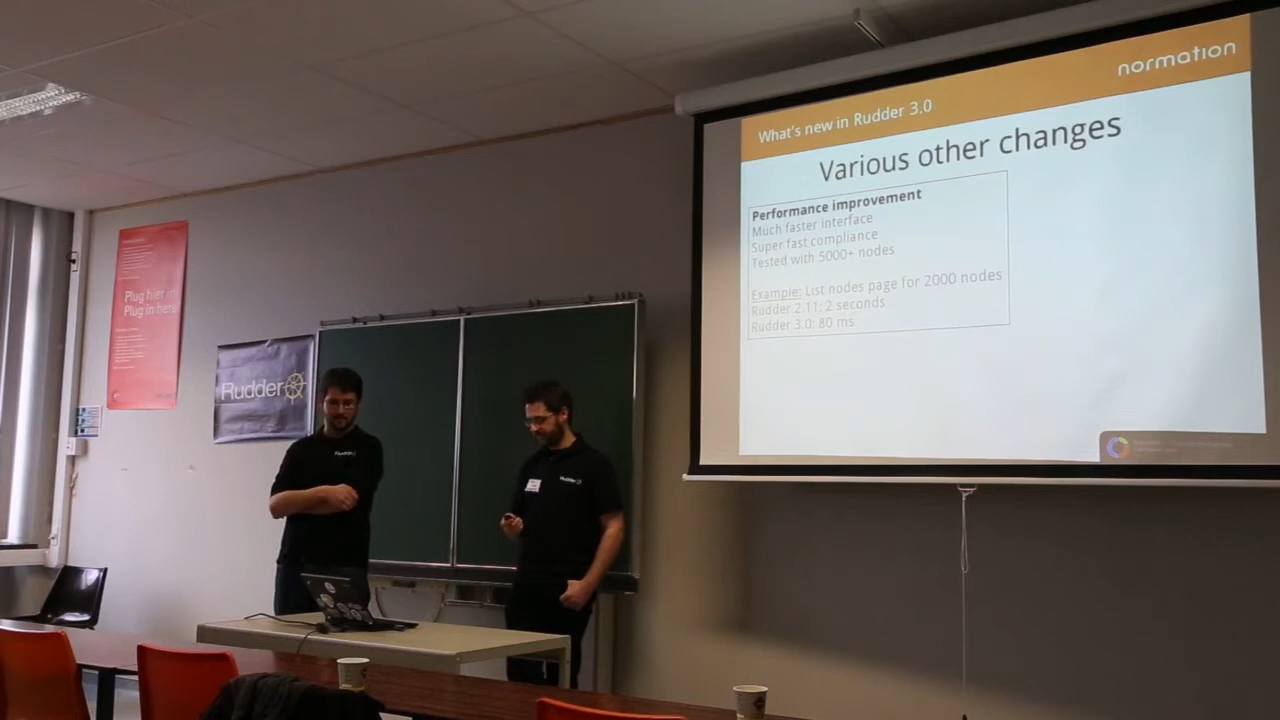 normation
What's new in Rudder 3.0
Various other changes
Performance improvement
Much faster interface
Super fast compliance
Tested with 5000+ nodes
Example: List nodes page for 2000 nodes
Rudder 2.11: 2 seconds
Rudder 3.0: 80 ms
Plug hier in
Plug in here
Rudder
Rudder
Rudder